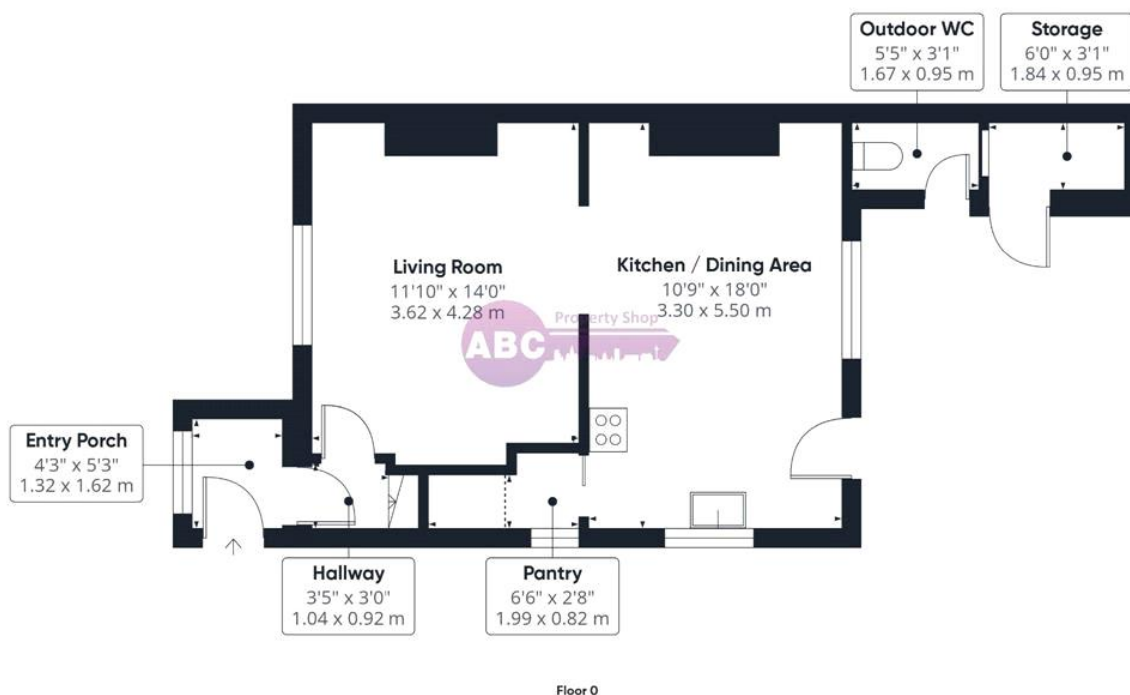 Outdoor WC
5'5" x 3'1"
1.67 x 0.95 m
Storage
6'0" x 3'1"
1.84 x 0.95 m
Living Room
11'10" x 14'0"
3.62 x 4.28 m
Kitchen / Dining Area
10'9" x 18'0"
3.30 x 5.50 m
Property Shop
ABC
Entry Porch
4'3" x 5'3"
1.32 x 1.62 m
Hallway
3'5" x 3'0"
1.04 x 0.92 m
Pantry
6'6" x 2'8"
1.99 x 0.82 m
Floor 0